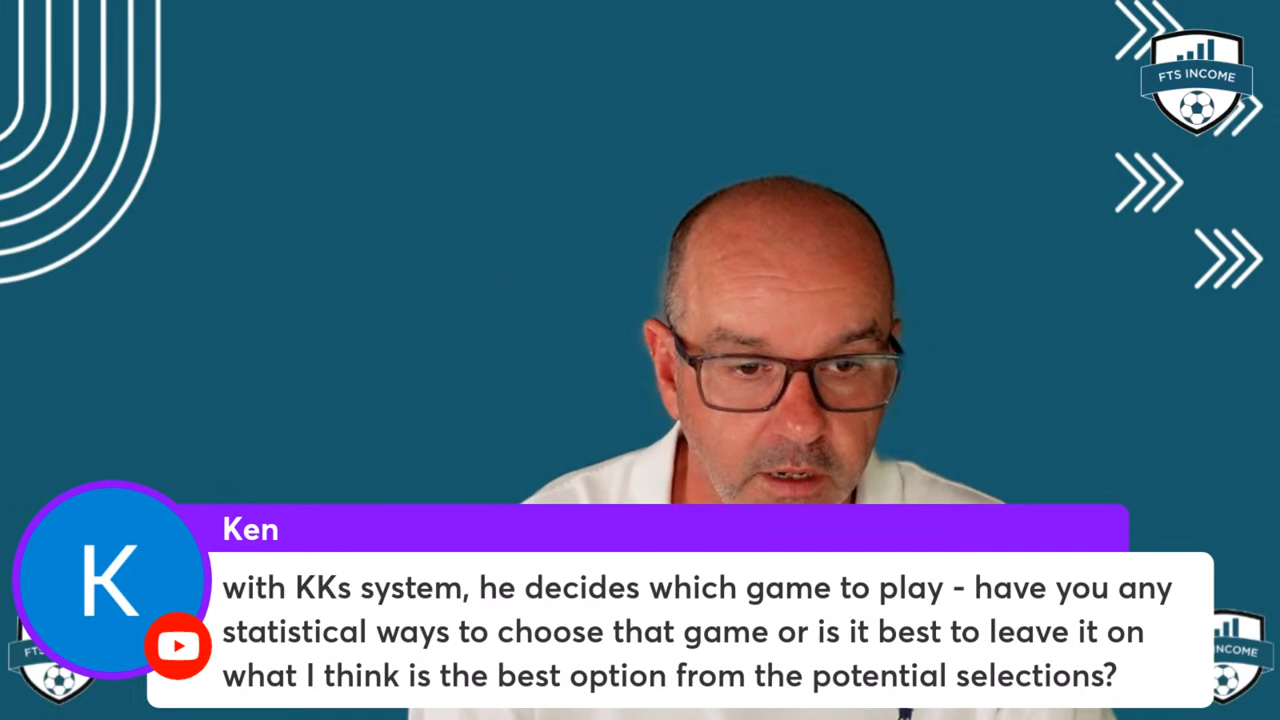 FTS INCOME
Ken
K
with KKs system, he decides which game to play - have you any
statistical ways to choose that game or is it best to leave it on
what I think is the best option from the potential selections?
FTS
INCOME